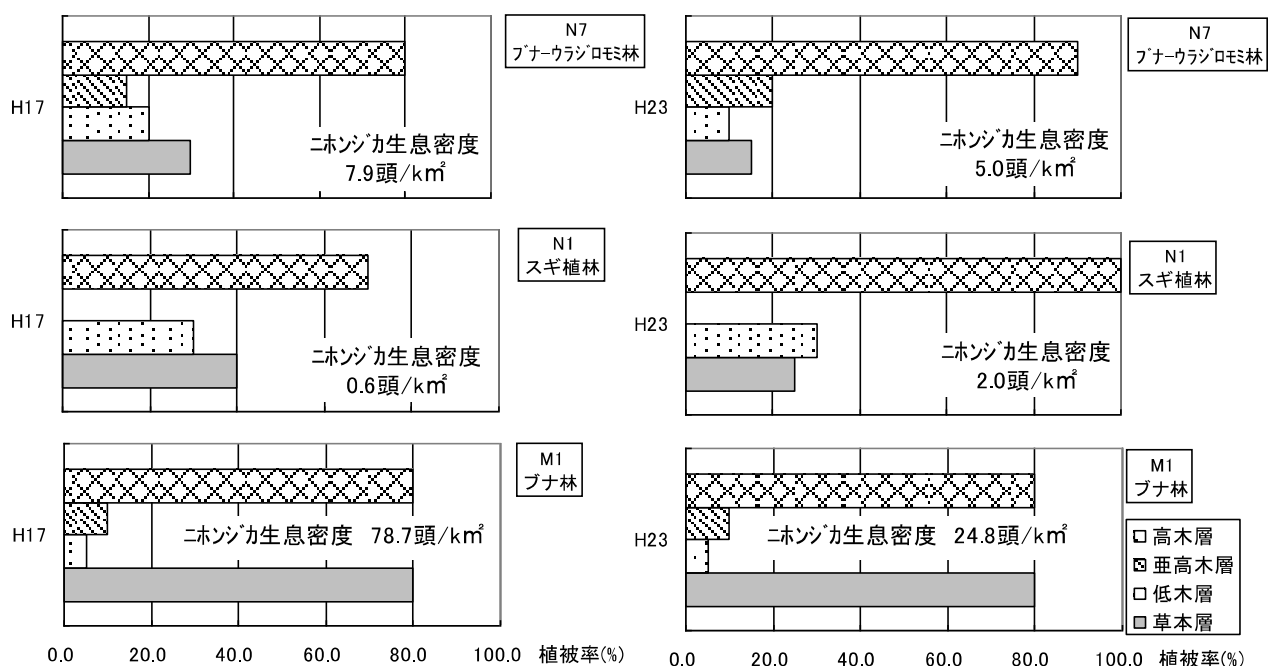 N7
ブナーウラジロモミ林
H17
ニホンジカ生息密度
7.9頭/k㎡
N7
ブナーウラジロモミ林
H23
ニホンジカ生息密度
5.0頭/k㎡
N1
スギ植林
H17
ニホンジカ生息密度
0.6頭/k㎡
N1
スギ植林
H23
ニホンジカ生息密度
2.0頭/k㎡
M1
ブナ林
H17
ニホンジカ生息密度 78.7頭/k㎡
0.0 20.0 40.0 60.0 80.0 100.0 植被率(%)
M1
ブナ林
H23
ニホンジカ生息密度 24.8頭/k㎡
高木層
亜高木層
低木層
草本層
0.0 20.0 40.0 60.0 80.0 100.0 植被率(%)